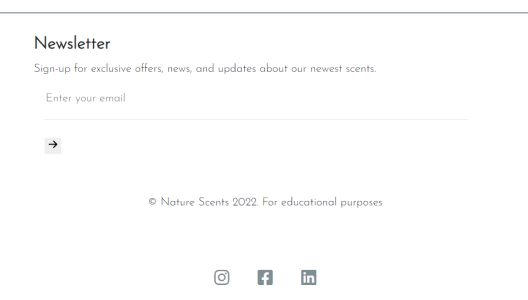 Newsletter
Sign-up for exclusive offers, news, and updates about our newest scents.
Enter your email
© Nature Scents 2022. For educational purposes